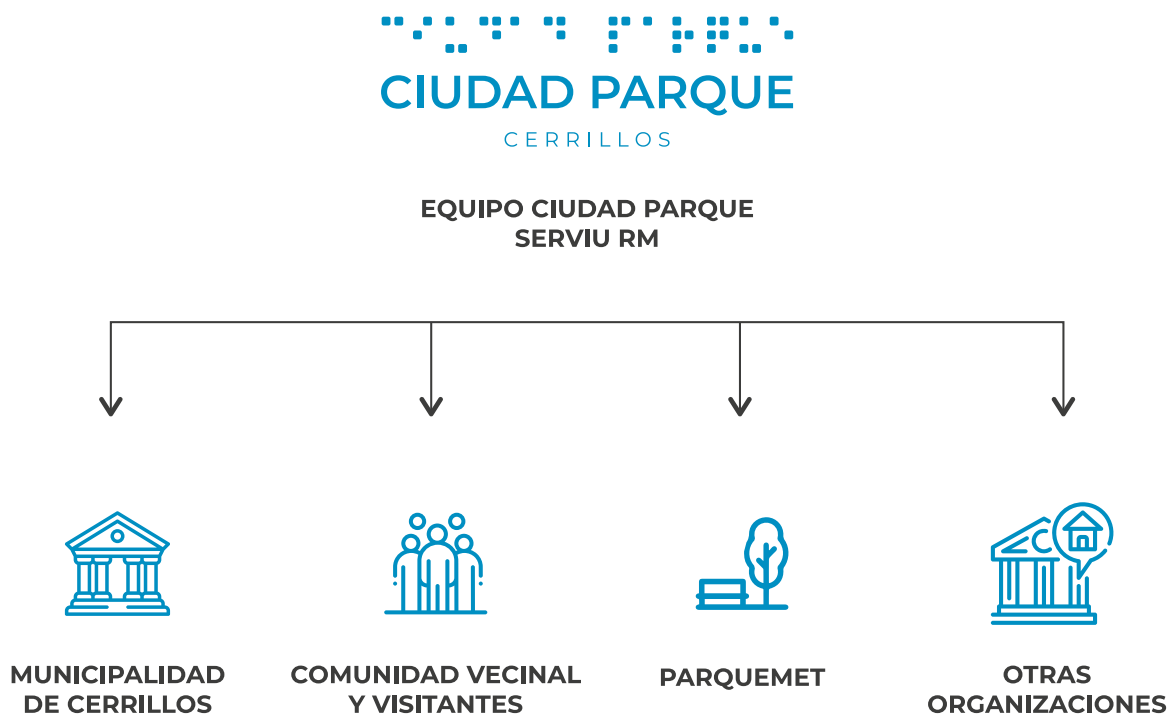 CIUDAD PARQUE
CERRILLOS
EQUIPO CIUDAD PARQUE
SERVIU RM
MUNICIPALIDAD
DE CERRILLOS
COMUNIDAD VECINAL
Y VISITANTES
PARQUEMET
OTRAS
ORGANIZACIONES